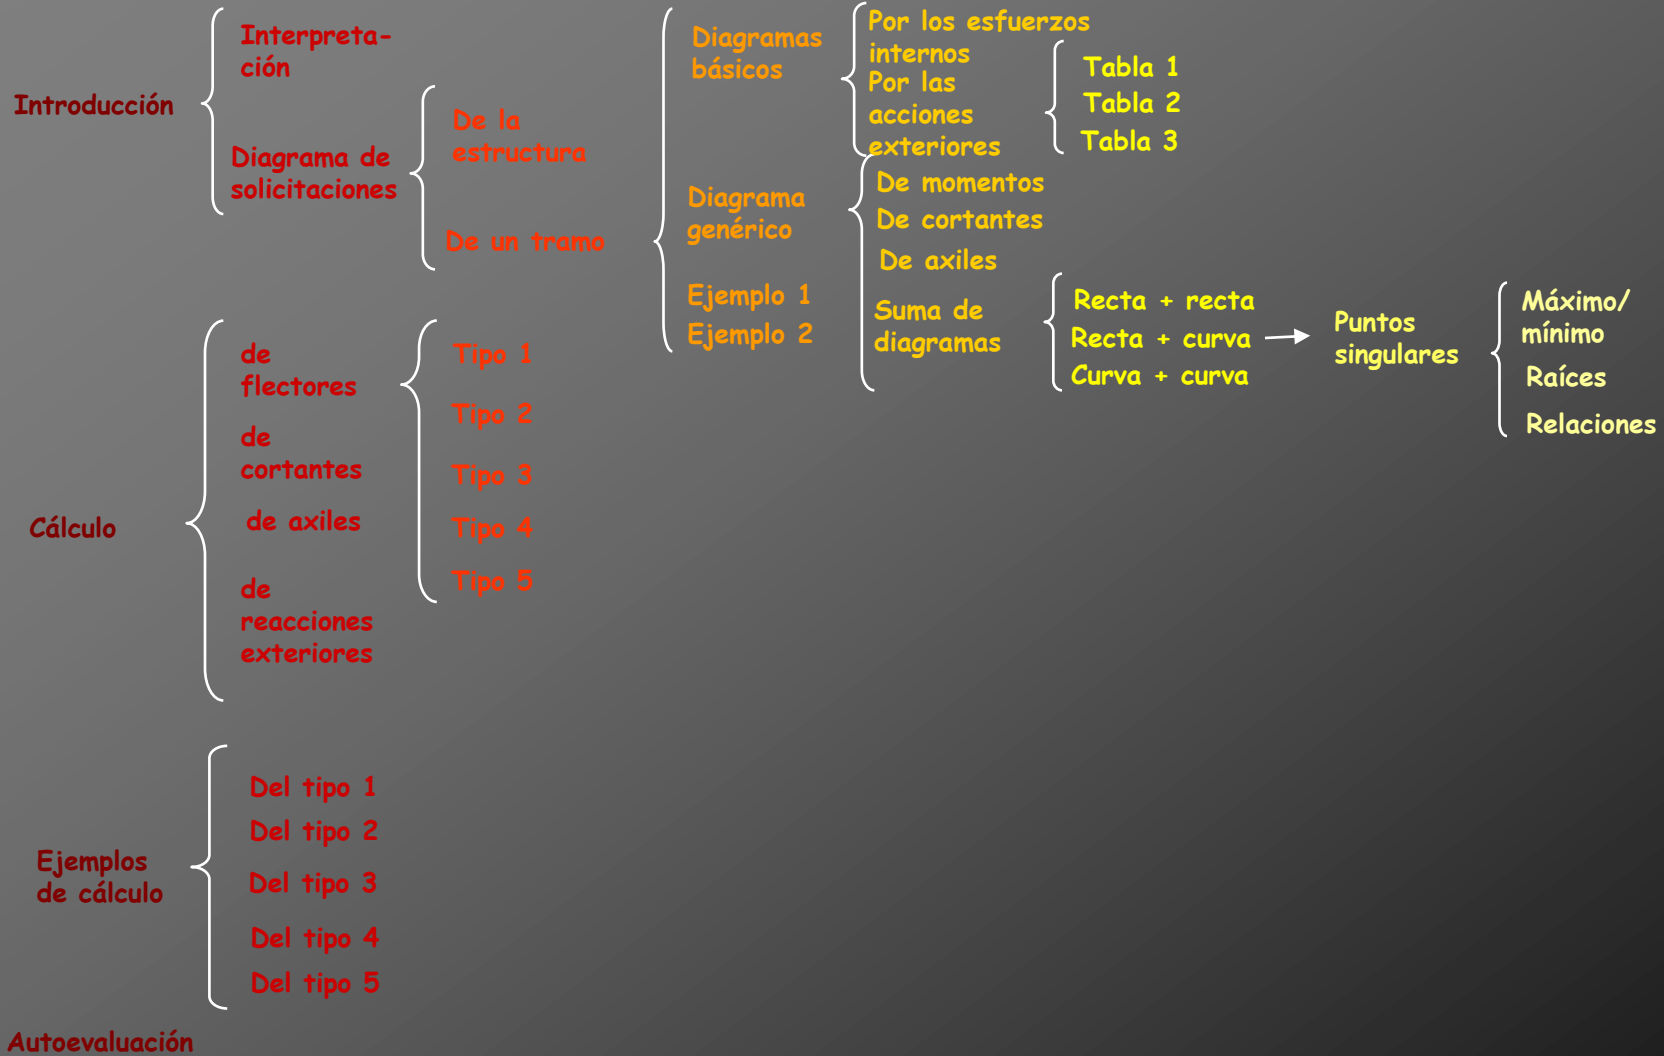 Introducción
Interpreta-
ción
Diagrama de
solicitaciones
De la
estructura
De un tramo
Diagramas
básicos
Por los esfuerzos
internos
Por las
acciones
exteriores
Tabla 1
Tabla 2
Tabla 3
Diagrama
genérico
De momentos
De cortantes
De axiles
Suma de
diagramas
Recta + recta
Recta + curva
Curva + curva
Puntos
singulares
Máximo/
mínimo
Raíces
Relaciones
Ejemplo 1
Ejemplo 2
Cálculo
de
flectores
Tipo 1
Tipo 2
Tipo 3
Tipo 4
Tipo 5
de
cortantes
de axiles
de
reacciones
exteriores
Ejemplos
de cálculo
Del tipo 1
Del tipo 2
Del tipo 3
Del tipo 4
Del tipo 5
Autoevaluación